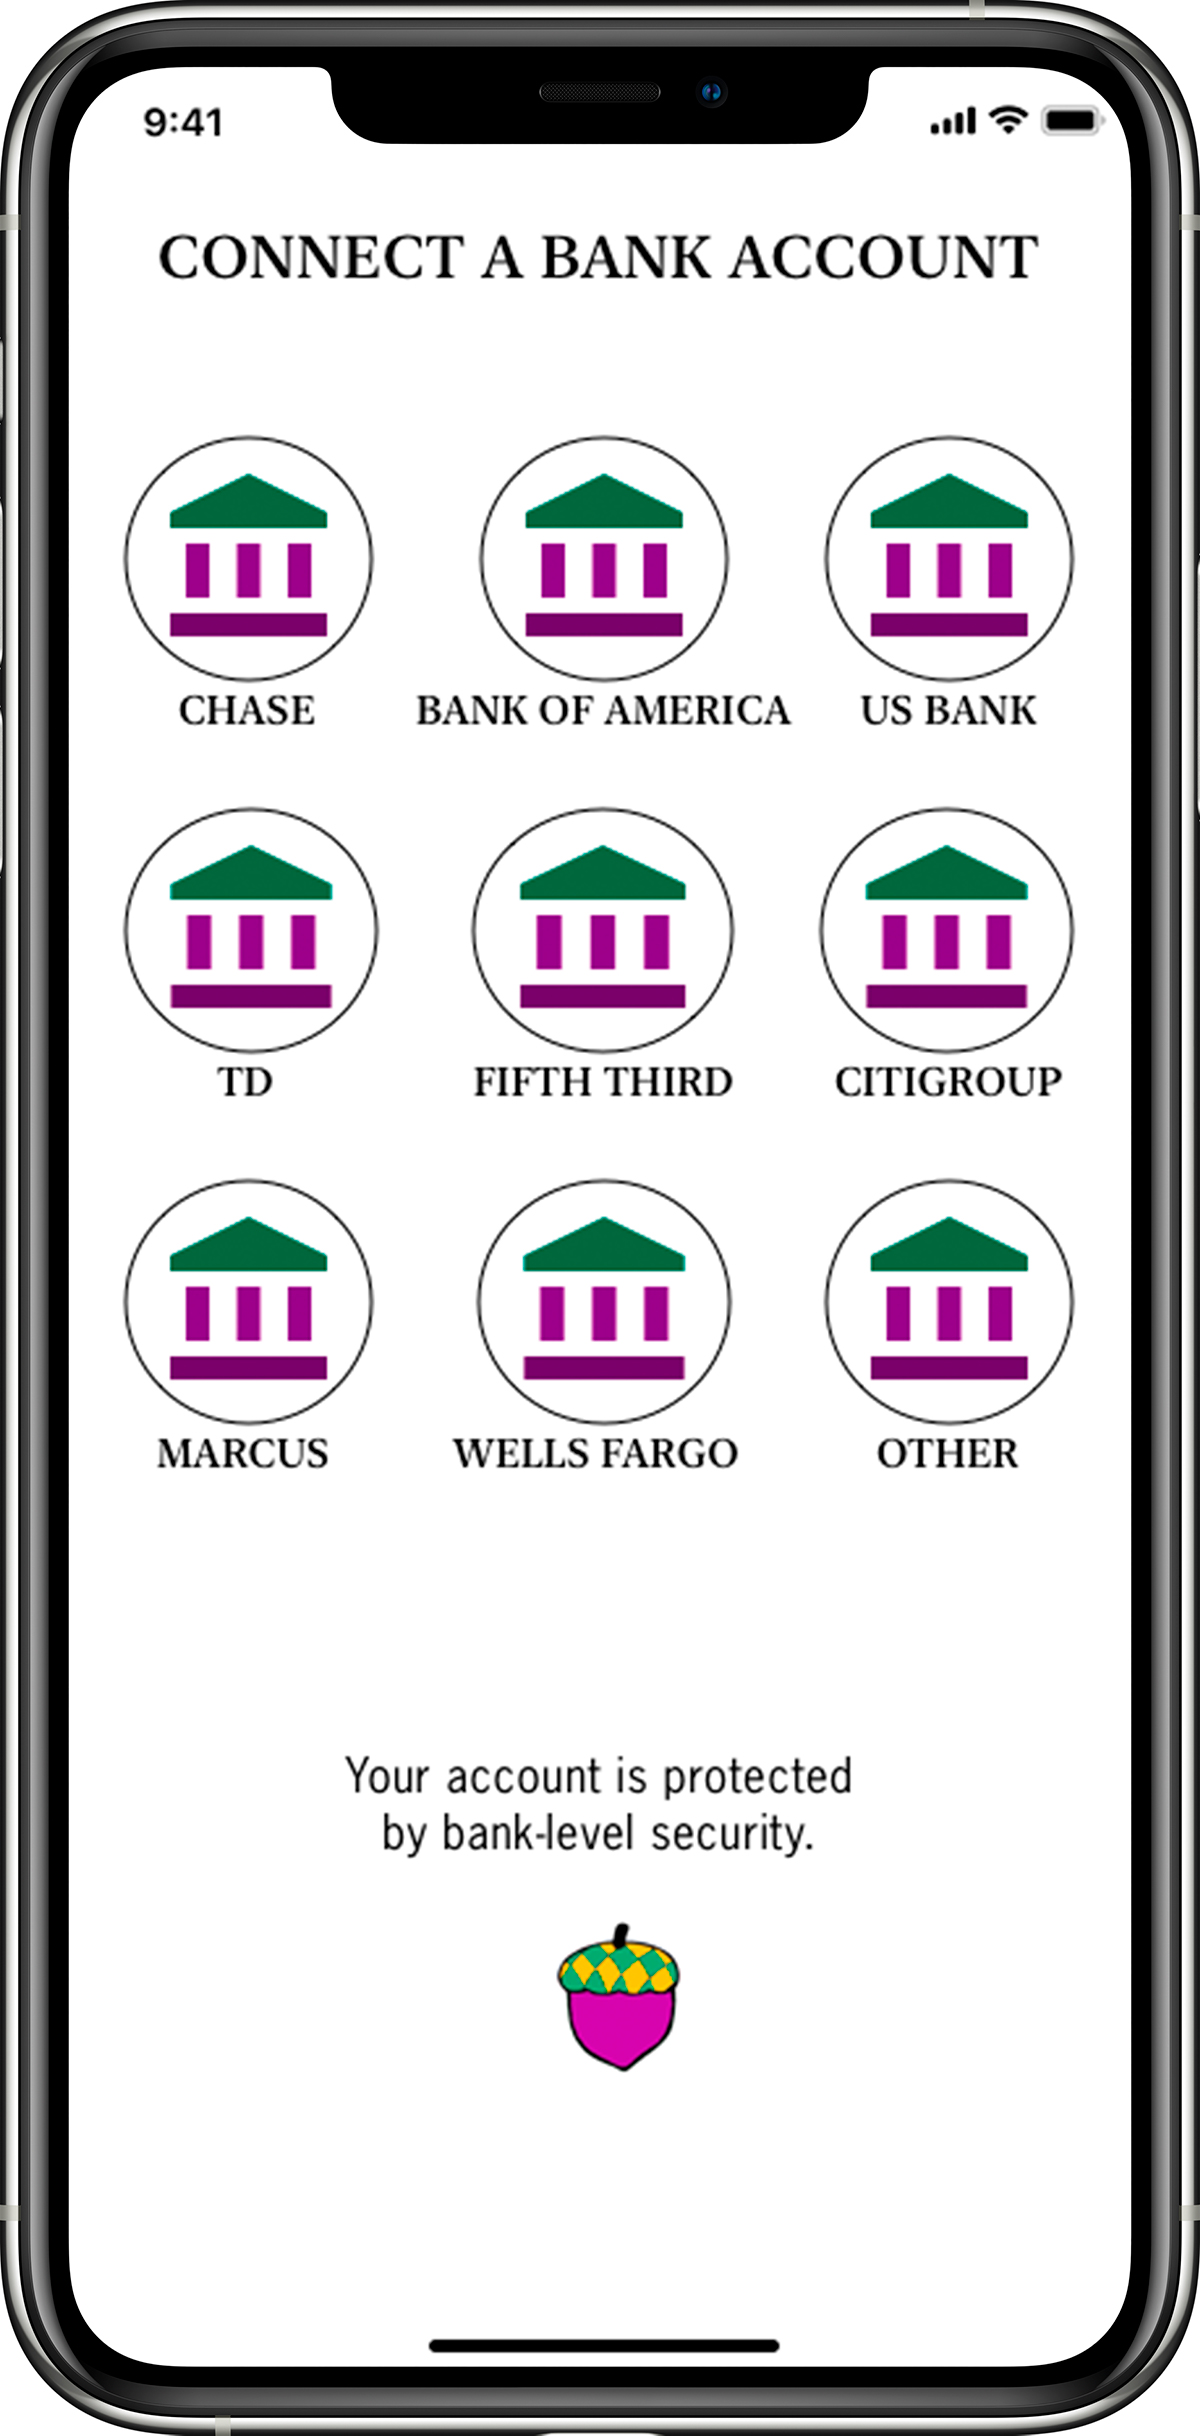 9:41
CONNECT A BANK ACCOUNT
CHASE
BANK OF AMERICA
US BANK
TD
FIFTH THIRD
CITIGROUP
MARCUS
WELLS FARGO
OTHER
Your account is protected
by bank-level security.